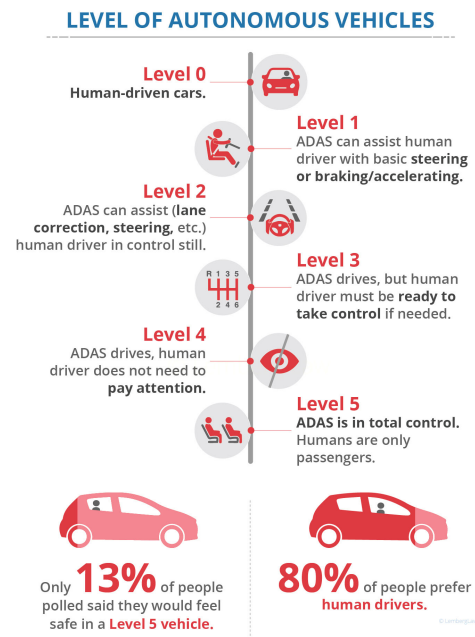 LEVEL OF AUTONOMOUS VEHICLES
Level 0
Human-driven cars.
Level 1
ADAS can assist human
driver with basic steering
or braking/accelerating.
Level 2
ADAS can assist (lane
correction, steering, etc.)
human driver in control still.
Level 3
ADAS drives, but human
driver must be ready to
take control if needed.
R 1 3 5
2 4 6
Level 4
ADAS drives, human
driver does not need to
pay attention.
Level 5
ADAS is in total control.
Humans are only
passengers.
Only 13% of people
polled said they would feel
safe in a Level 5 vehicle.
80% of people prefer
human drivers.